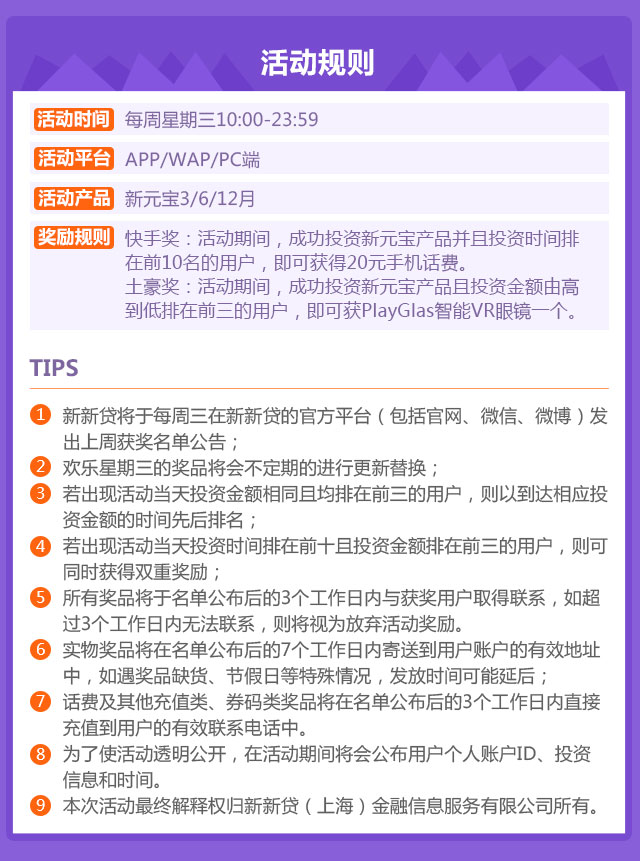 活动规则
活动时间 每周星期三10:00-23:59
活动平台 APP/WAP/PC端
活动产品 新元宝3/6/12月
奖励规则 快手奖：活动期间，成功投资新元宝产品并且投资时间排
在前10名的用户，即可获得20元手机话费。
土豪奖：活动期间，成功投资新元宝产品且投资金额由高
到低排在前三的用户，即可获PlayGlas智能VR眼镜一个。
TIPS
1 新新贷将于每周三在新新贷的官方平台（包括官网、微信、微博）发
出上周获奖名单公告；
2 欢乐星期三的奖品将会不定期的进行更新替换；
3 若出现活动当天投资金额相同且均排在前三的用户，则以到达相应投
资金额的时间先后排名；
4 若出现活动当天投资时间排在前十且投资金额排在前三的用户，则可
同时获得双重奖励；
5 所有奖品将于名单公布后的3个工作日内与获奖用户取得联系，如超
过3个工作日内无法联系，则将视为放弃活动奖励。
6 实物奖品将在名单公布后的7个工作日内寄送到用户账户的有效地址
中，如遇奖品缺货、节假日等特殊情况，发放时间可能延后；
7 话费及其他充值类、券码类奖品将在名单公布后的3个工作日内直接
充值到用户的有效联系电话中。
8 为了使活动透明公开，在活动期间将会公布用户个人账户ID、投资
信息和时间。
9 本次活动最终解释权归新新贷（上海）金融信息服务有限公司所有。